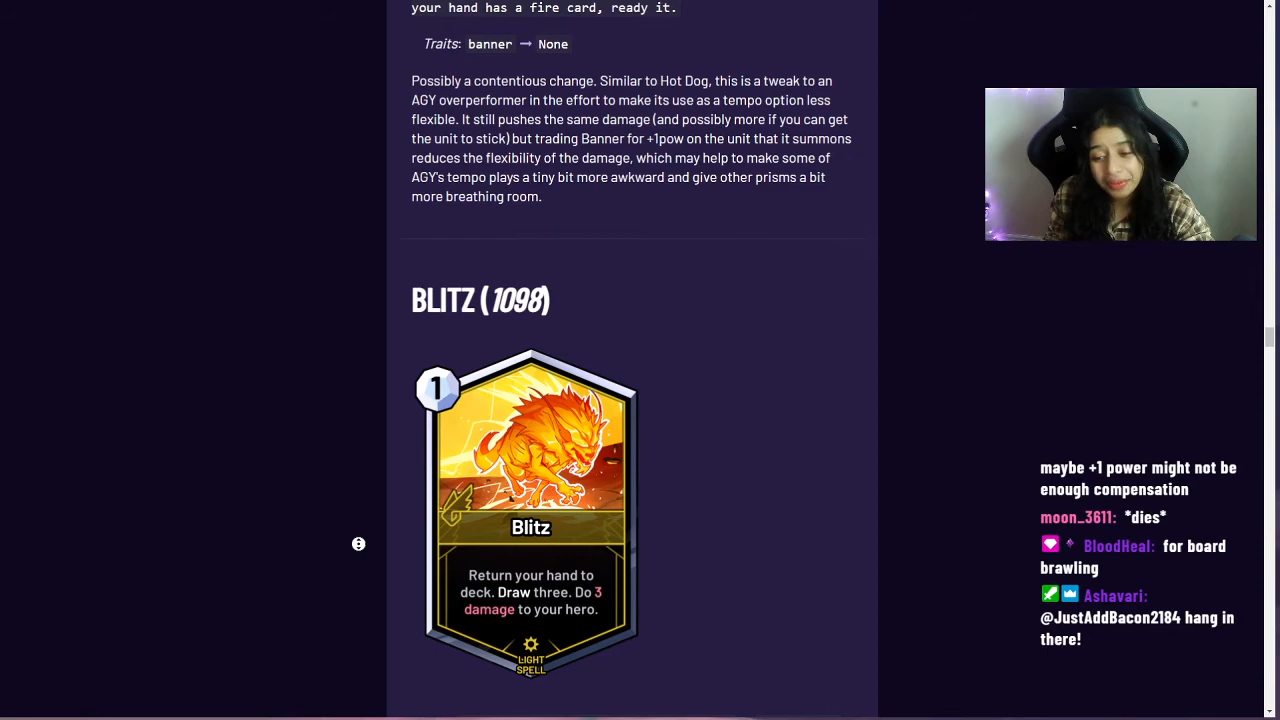 your hand has a fire card, ready it.
Traits: banner → None
Possibly a contentious change. Similar to Hot Dog, this is a tweak to an
AGY overperformer in the effort to make its use as a tempo option less
flexible. It still pushes the same damage (and possibly more if you can get
the unit to stick) but trading Banner for +1pow on the unit that it summons
reduces the flexibility of the damage, which may help to make some of
AGY's tempo plays a tiny bit more awkward and give other prisms a bit
more breathing room.
BLITZ (1098)
1
Blitz
Return your hand to
deck. Draw three. Do 3
damage to your hero.
LIGHT
SPELL
maybe +1 power might not be
enough compensation
moon_3611: *dies*
BloodHeal: for board
brawling
Ashavari:
@JustAddBacon2184 hang in
there!